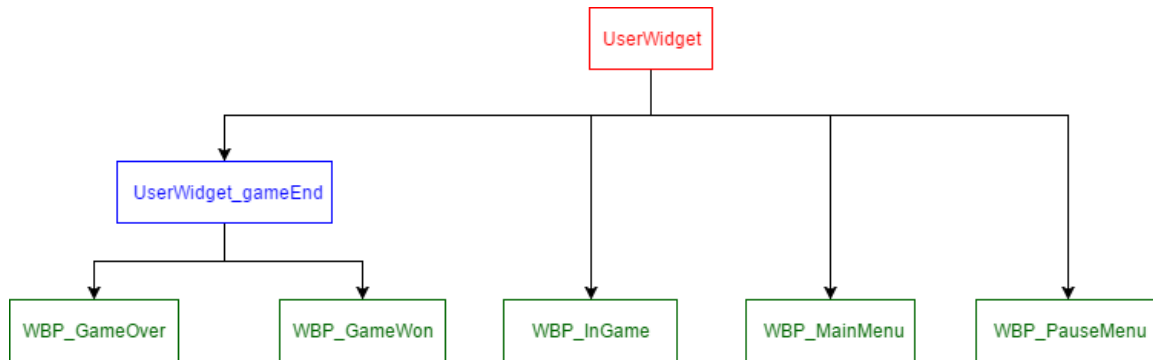 UserWidget
UserWidget_gameEnd
WBP_GameOver
WBP_GameWon
WBP_InGame
WBP_MainMenu
WBP_PauseMenu